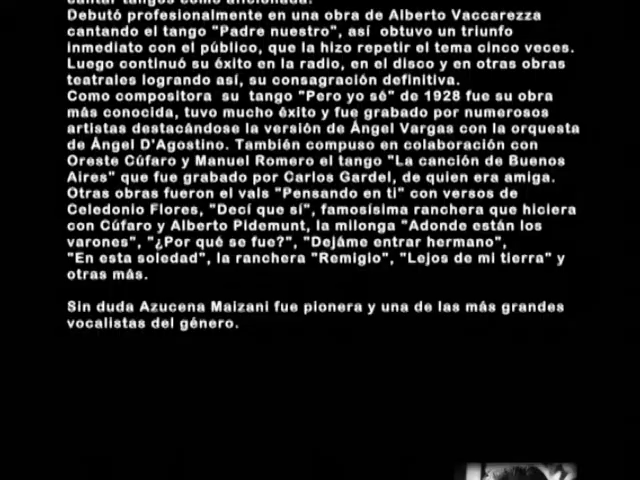 cantar tangos como aficionada.
Debutó profesionalmente en una obra de Alberto Vaccarezza
cantando el tango "Padre nuestro", así  obtuvo un triunfo
inmediato con el público, que la hizo repetir el tema cinco veces.
Luego continuó su éxito en la radio, en el disco y en otras obras
teatrales logrando así, su consagración definitiva.
Como compositora  su  tango "Pero yo sé" de 1928 fue su obra
más conocida, tuvo mucho éxito y fue grabado por numerosos
artistas destacándose la versión de Ángel Vargas con la orquesta
de Ángel D'Agostino. También compuso en colaboración con
Oreste Cúfaro y Manuel Romero el tango "La canción de Buenos
Aires" que fue grabado por Carlos Gardel, de quien era amiga.
Otras obras fueron el vals "Pensando en ti" con versos de
Celedonio Flores, "Decí que sí", famosísima ranchera que hiciera
con Cúfaro y Alberto Pidemunt, la milonga "Adonde están los
varones", "¿Por qué se fue?", "Dejáme entrar hermano",
"En esta soledad", la ranchera "Remigio", "Lejos de mi tierra" y
otras más.
Sin duda Azucena Maizani fue pionera y una de las más grandes
vocalistas del género.